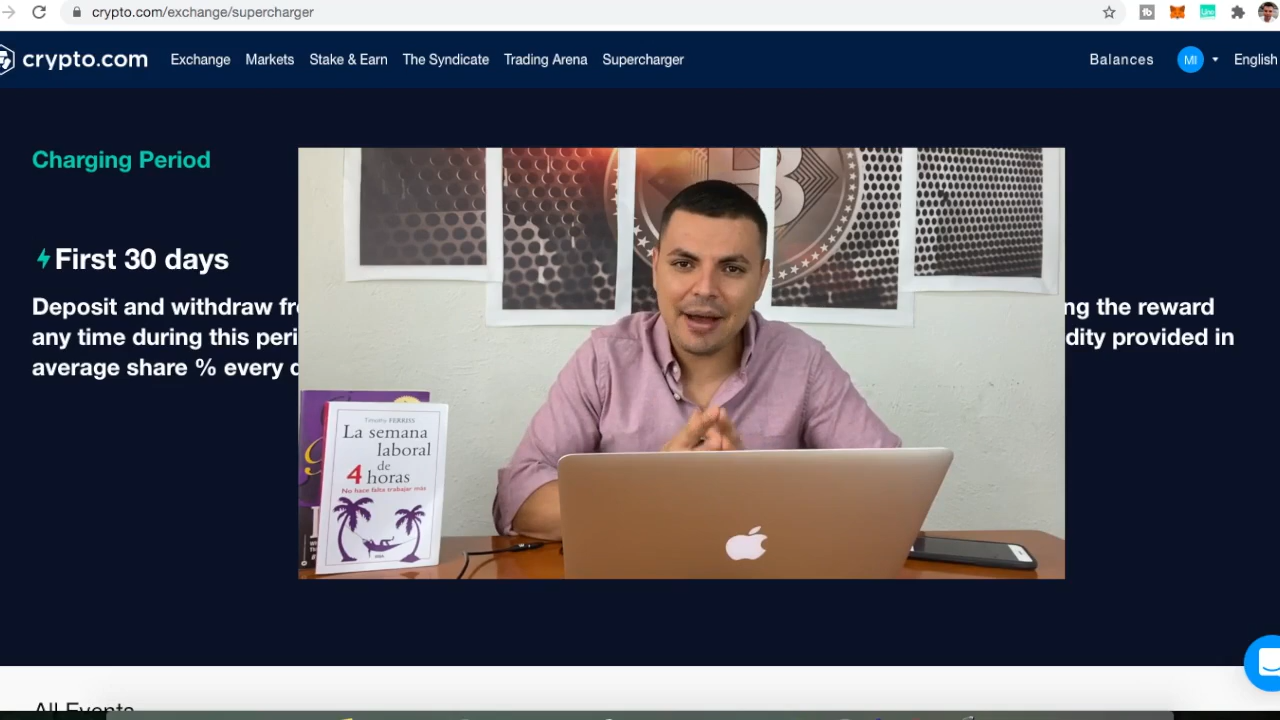 crypto.com/exchange/supercharger
crypto.com Exchange Markets Stake & Earn The Syndicate Trading Arena Supercharger Balances MI English
Charging Period
First 30 days
Deposit and withdraw
any time during this
average share % every
ng the reward
dity provided in
Timothy FERRISS
La semana
laboral
de
4 horas
No hace falta trabajar más
All Events